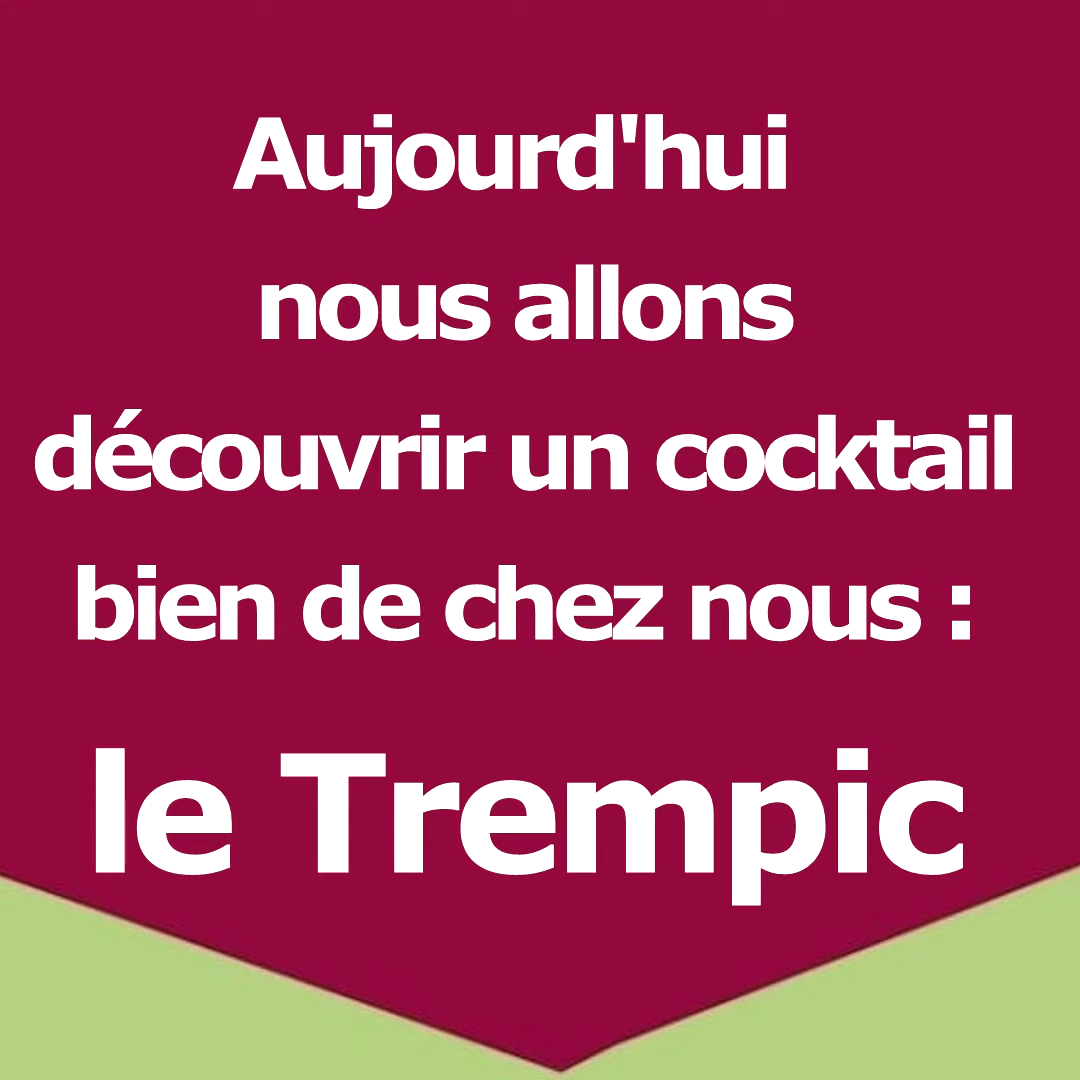 Aujourd'hui
nous allons
découvrir un cocktail
bien de chez nous :
le Trempic